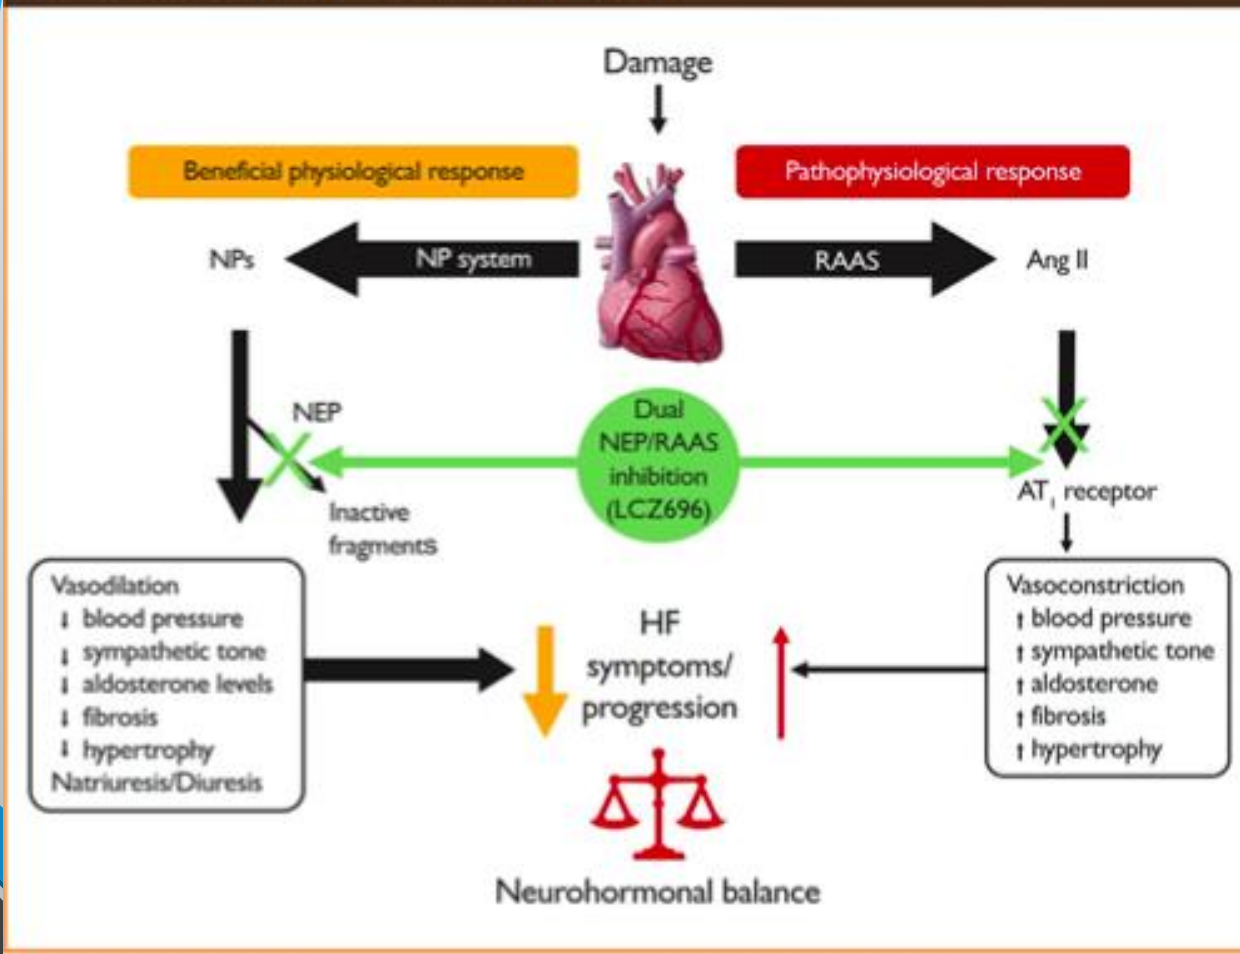 Damage
Beneficial physiological response
Pathophysiological response
NPs
NP system
RAAS
Ang II
NEP
Inactive
fragments
Dual
NEP/RAAS
inhibition
(LCZ696)
AT₁ receptor
Vasodilation
↓ blood pressure
↓ sympathetic tone
↓ aldosterone levels
↓ fibrosis
↓ hypertrophy
Natriuresis/Diuresis
HF
symptoms/
progression
Vasoconstriction
↑ blood pressure
↑ sympathetic tone
↑ aldosterone
↑ fibrosis
↑ hypertrophy
Neurohormonal balance